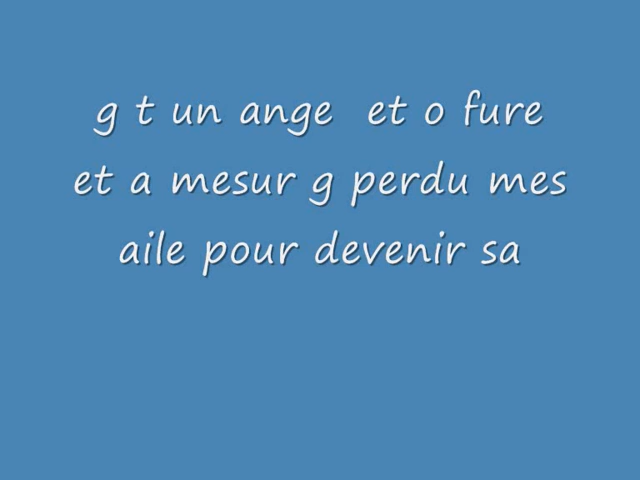 g t un ange et o fure
et a mesur g perdu mes
aile pour devenir sa